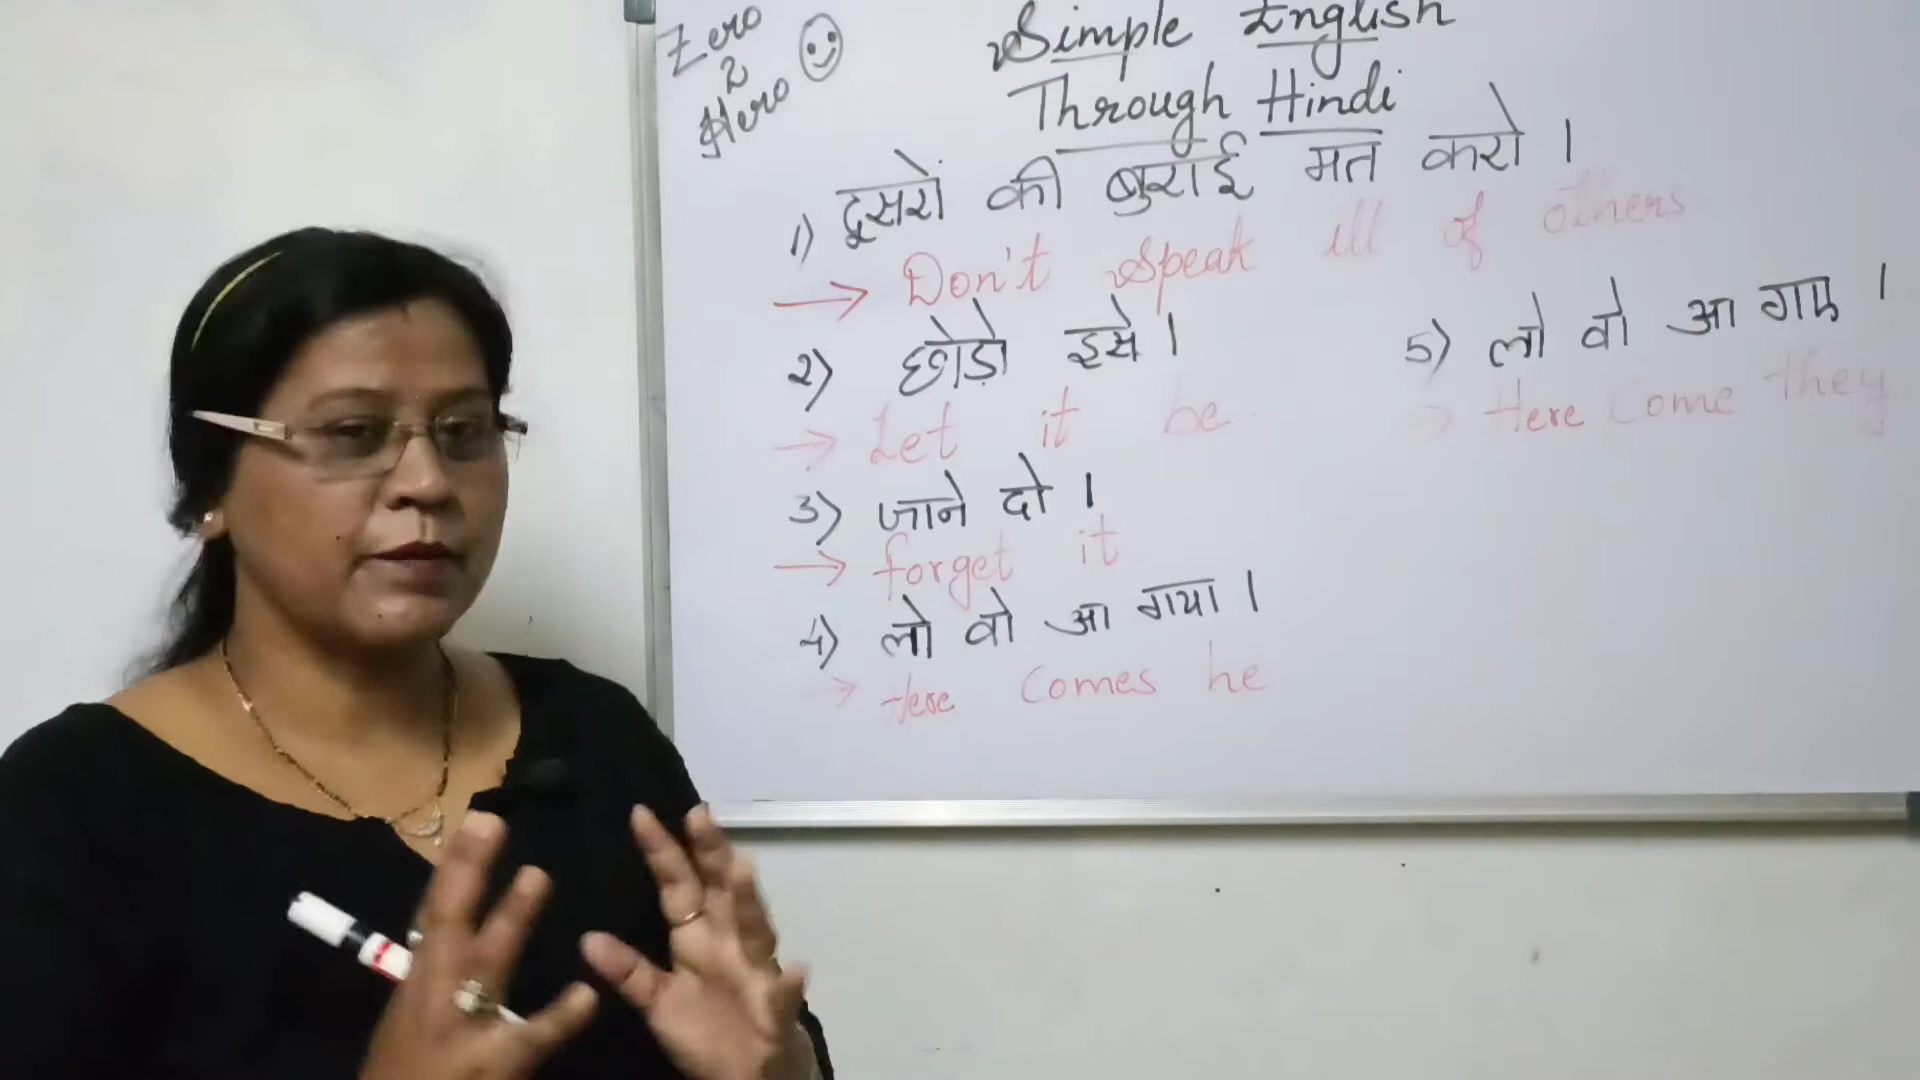 Zero
2
Hero
Simple English
Through Hindi
1) दूसरों की बुराई मत करो ।
→ Don't speak ill of others
2) छोड़ो इसे ।
→ Let it be
3) जाने दो ।
→ forget it
4) लो वो आ गया ।
→ Here comes he
5) लो वो आ गए ।
→ Here come they